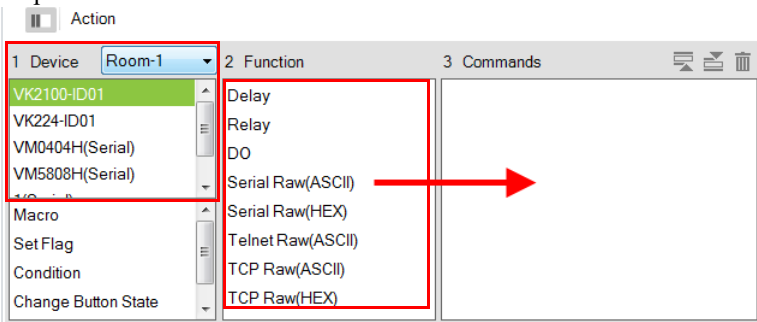 Action
1 Device Room-1
VK2100-ID01
VK224-ID01
VM0404H(Serial)
VM5808H(Serial)
Macro
Set Flag
Condition
Change Button State
2 Function
Delay
Relay
DO
Serial Raw(ASCII)
Serial Raw(HEX)
Telnet Raw(ASCII)
TCP Raw(ASCII)
TCP Raw(HEX)
3 Commands